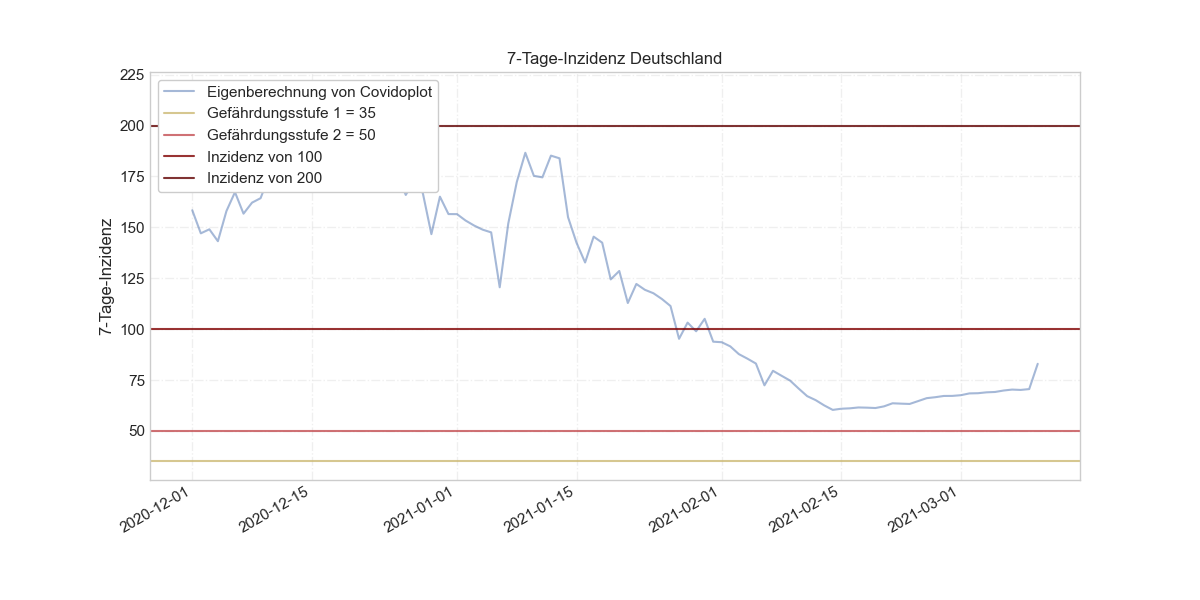 7-Tage-Inzidenz Deutschland
225
200
175
150
125
100
75
50
7-Tage-Inzidenz
Eigenberechnung von Covidoplot
Gefährdungsstufe 1 = 35
Gefährdungsstufe 2 = 50
Inzidenz von 100
Inzidenz von 200
2020-12-01
2020-12-15
2021-01-01
2021-01-15
2021-02-01
2021-02-15
2021-03-01